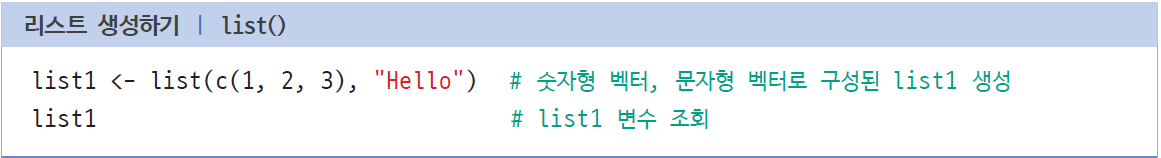 리스트 생성하기 | list()
list1 <- list(c(1, 2, 3), "Hello") # 숫자형 벡터, 문자형 벡터로 구성된 list1 생성
list1 # list1 변수 조회